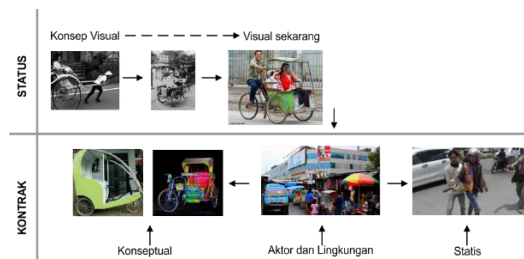 Konsep Visual
Visual sekarang
STATUS
KONTRAK
Konseptual
Aktor dan Lingkungan
Statis